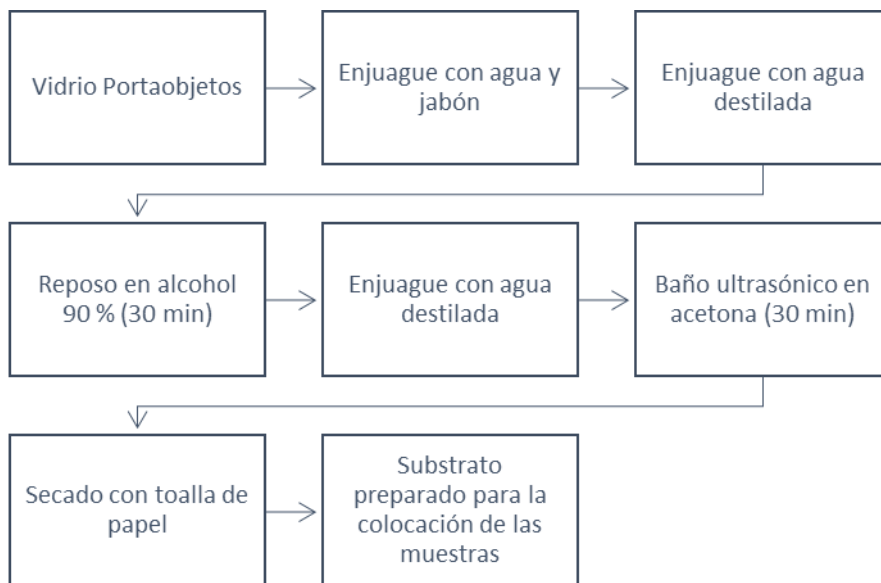 Vidrio Portaobjetos
Enjuague con agua y
jabón
Enjuague con agua
destilada
Reposo en alcohol
90 % (30 min)
Enjuague con agua
destilada
Baño ultrasónico en
acetona (30 min)
Secado con toalla de
papel
Substrato
preparado para la
colocación de las
muestras